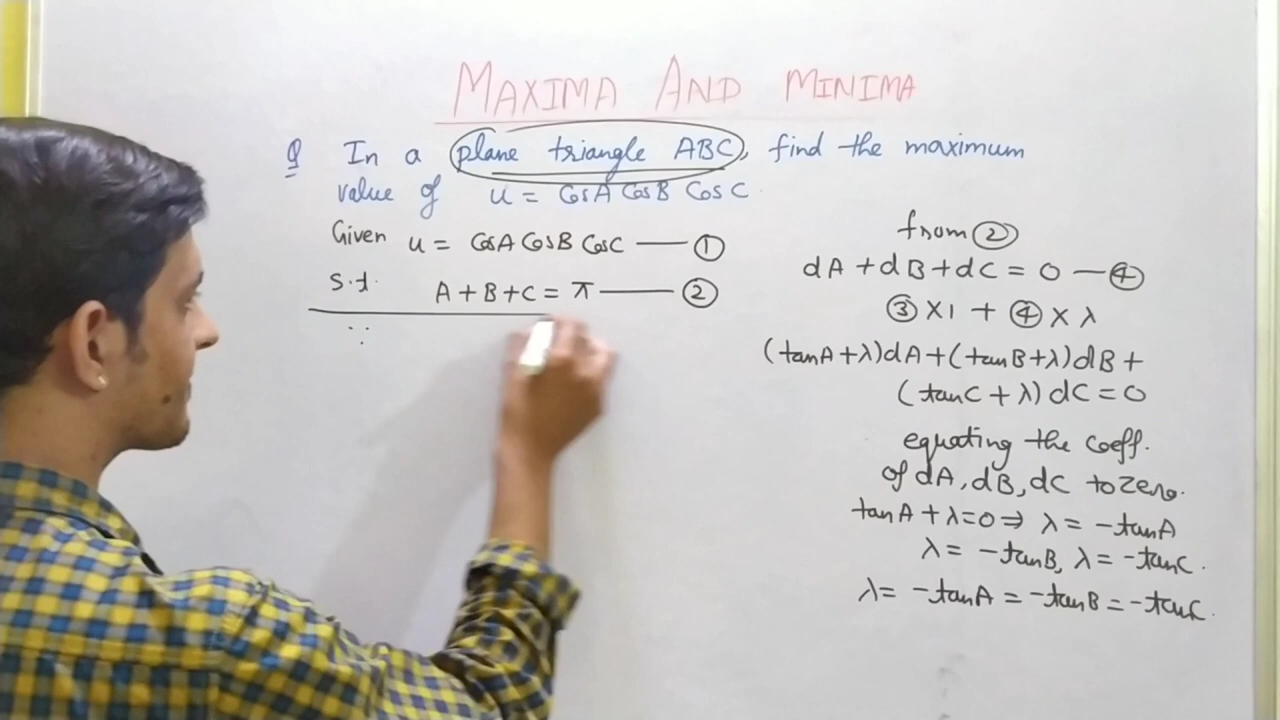 MAXIMA AND MINIMA
Q In a plane triangle ABC, find the maximum
value of u = CosA CosB Cos C.
Given u = CosA CosB CosC —— ①
s.t. A + B + C = π —— ②
∵
from ②
dA + dB + dC = 0 — ④
③ X 1 + ④ X λ
(tanA + λ)dA + (tanB + λ)dB +
(tanC + λ) dC = 0
equating the coeff.
of dA, dB, dC to zero.
tanA + λ = 0 ⇒ λ = -tanA
λ = -tanB, λ = -tanC.
λ = -tanA = -tanB = -tanC.